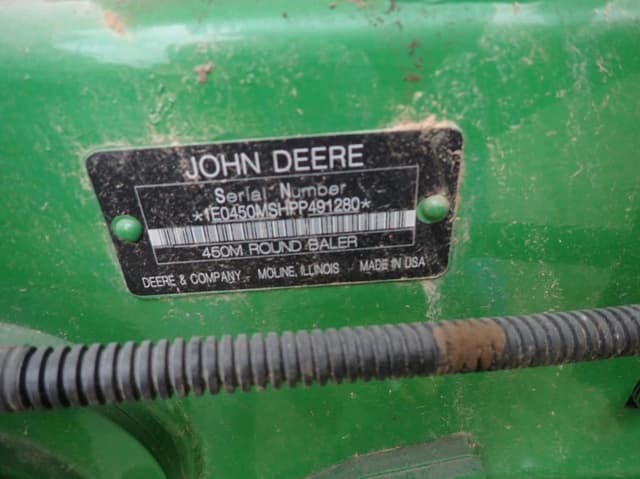 JOHN DEERE
Serial Number
*1E0450MSHPP491280*
450M ROUND BALER
DEERE & COMPANY MOLINE, ILLINOIS MADE IN USA